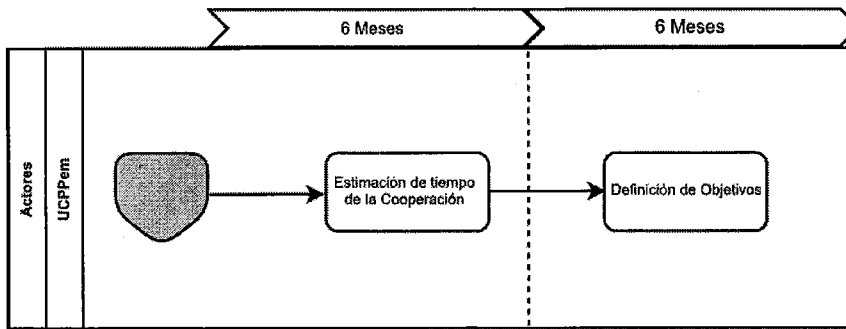 6 Meses
6 Meses
Actores
UCPPem
Estimación de tiempo
de la Cooperación
Definición de Objetivos